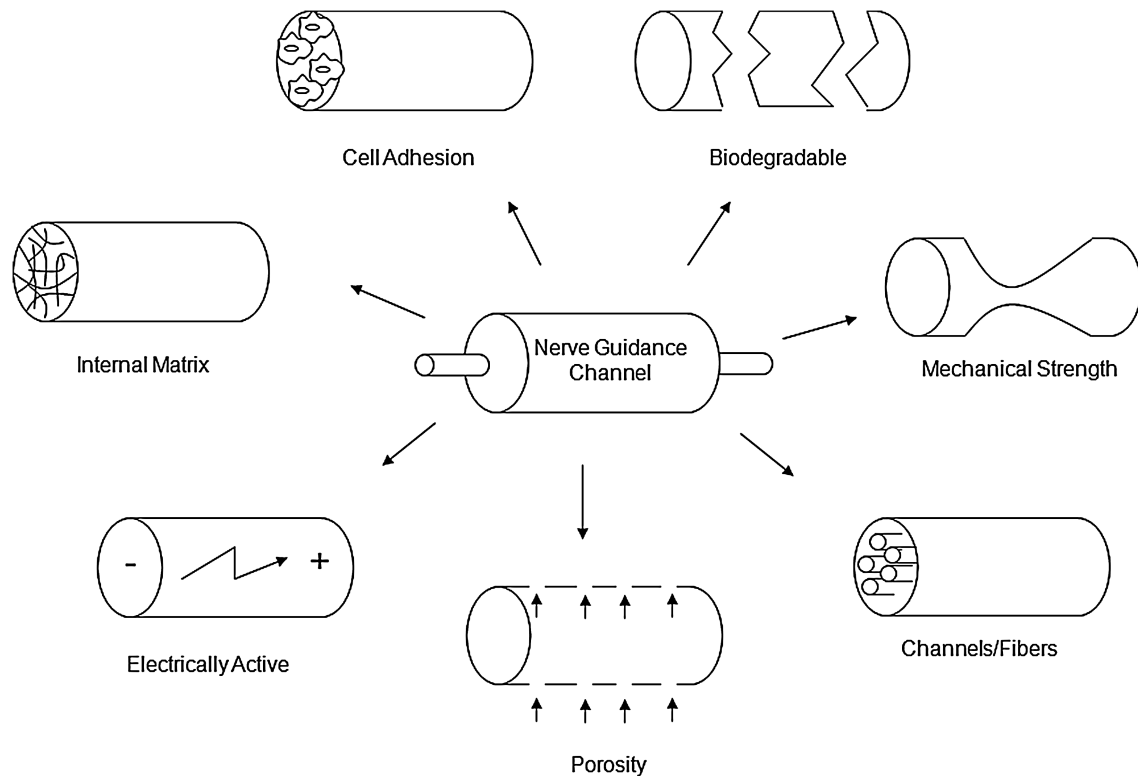 Cell Adhesion
Biodegradable
Internal Matrix
Nerve Guidance
Channel
Mechanical Strength
-
+
Electrically Active
Channels/Fibers
Porosity